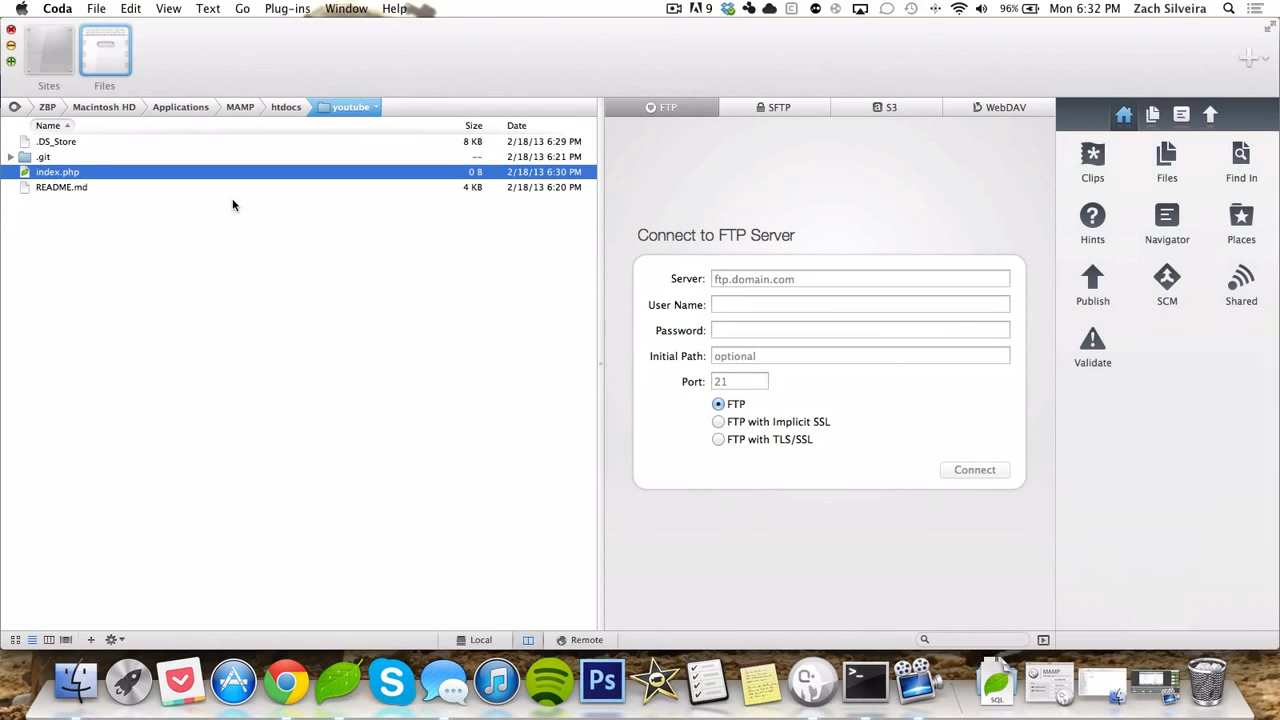 Coda File Edit View Text Go Plug-ins Window Help 9 96% Mon 6:32 PM Zach Silveira
Sites Files
ZBP Macintosh HD Applications MAMP htdocs youtube
Name Size Date
.DS_Store 8 KB 2/18/13 6:29 PM
.git -- 2/18/13 6:21 PM
index.php 0 B 2/18/13 6:30 PM
README.md 4 KB 2/18/13 6:20 PM
FTP SFTP S3 WebDAV
Connect to FTP Server
Server: ftp.domain.com
User Name:
Password:
Initial Path: optional
Port: 21
FTP
FTP with Implicit SSL
FTP with TLS/SSL
Connect
Clips Files Find In
Hints Navigator Places
Publish SCM Shared
Validate
Local Remote
Ps
SQL
MAMP